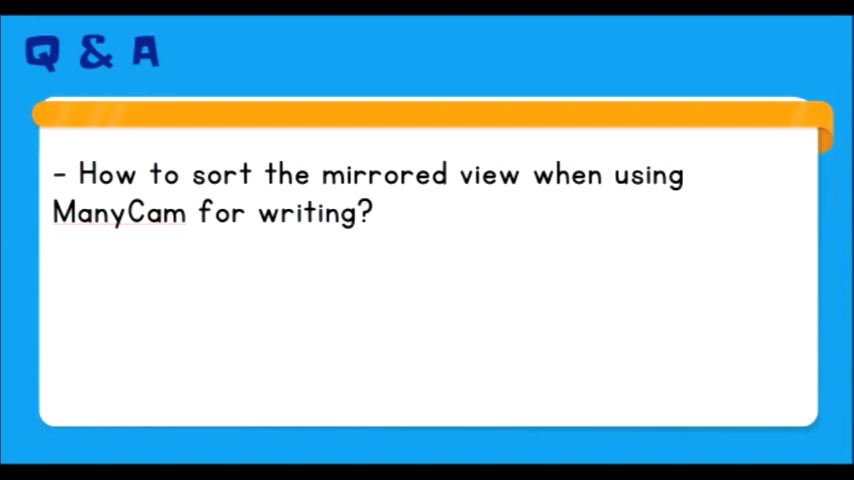 Q & A
- How to sort the mirrored view when using
ManyCam for writing?